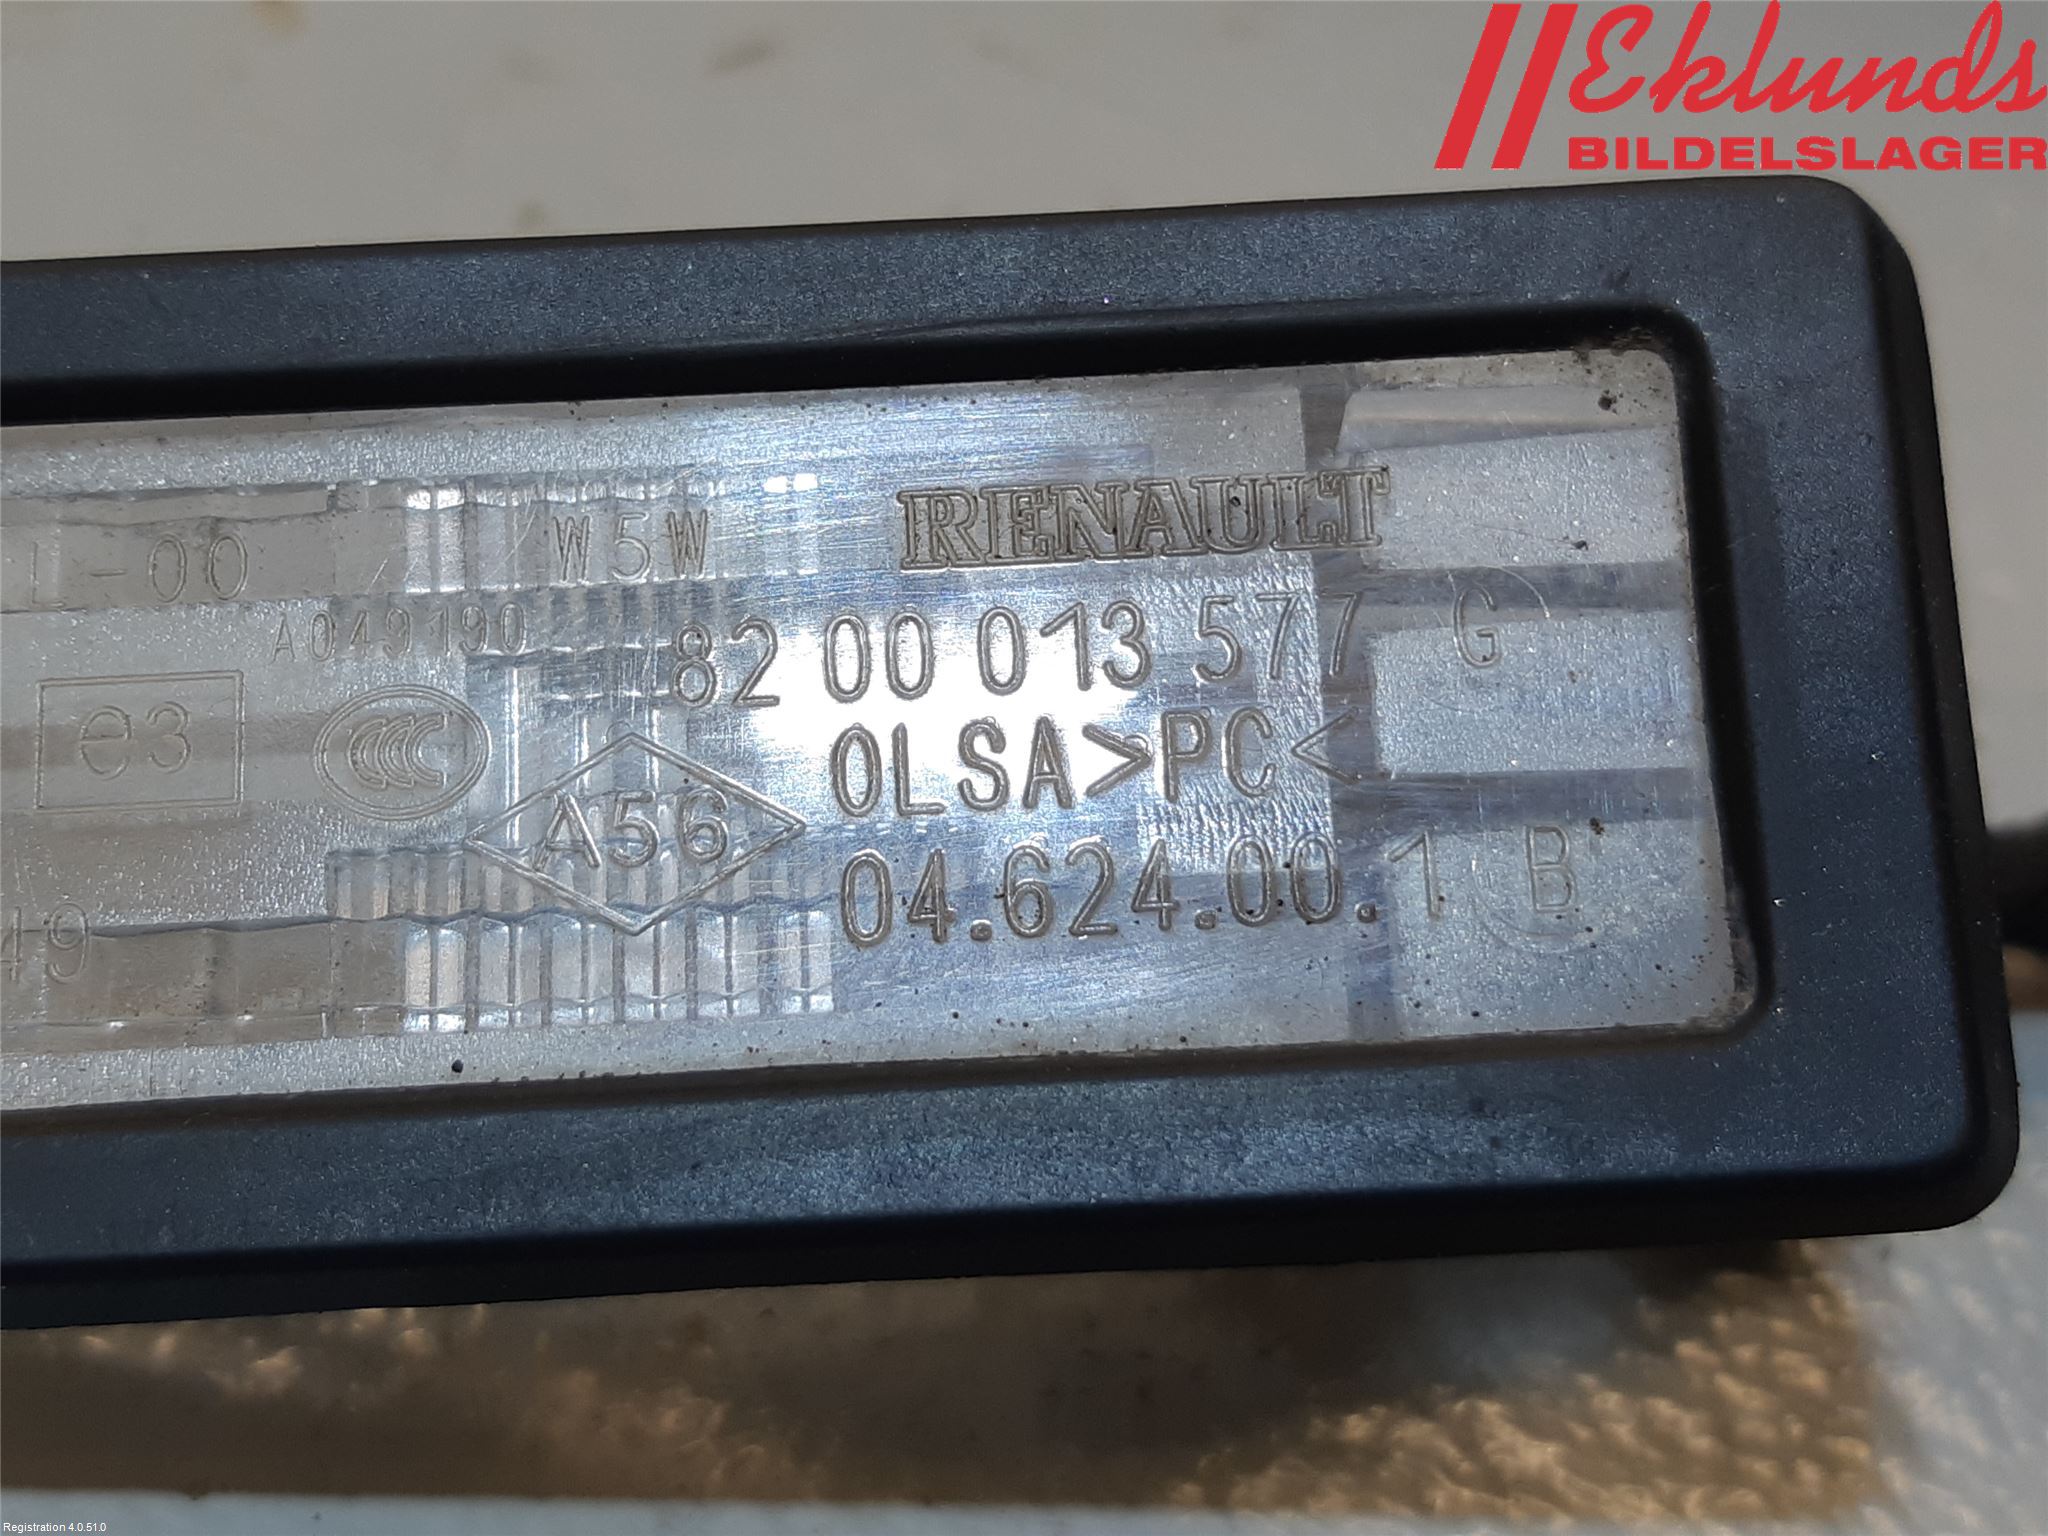 Eklunds
BILDELSLAGER
RENAULT
L-00
W5W
A049190
82 00 013 577 G
e3
CCC
OLSA>PC<
A56
04.624.00.1 B
49
Registration 4.0.51.0